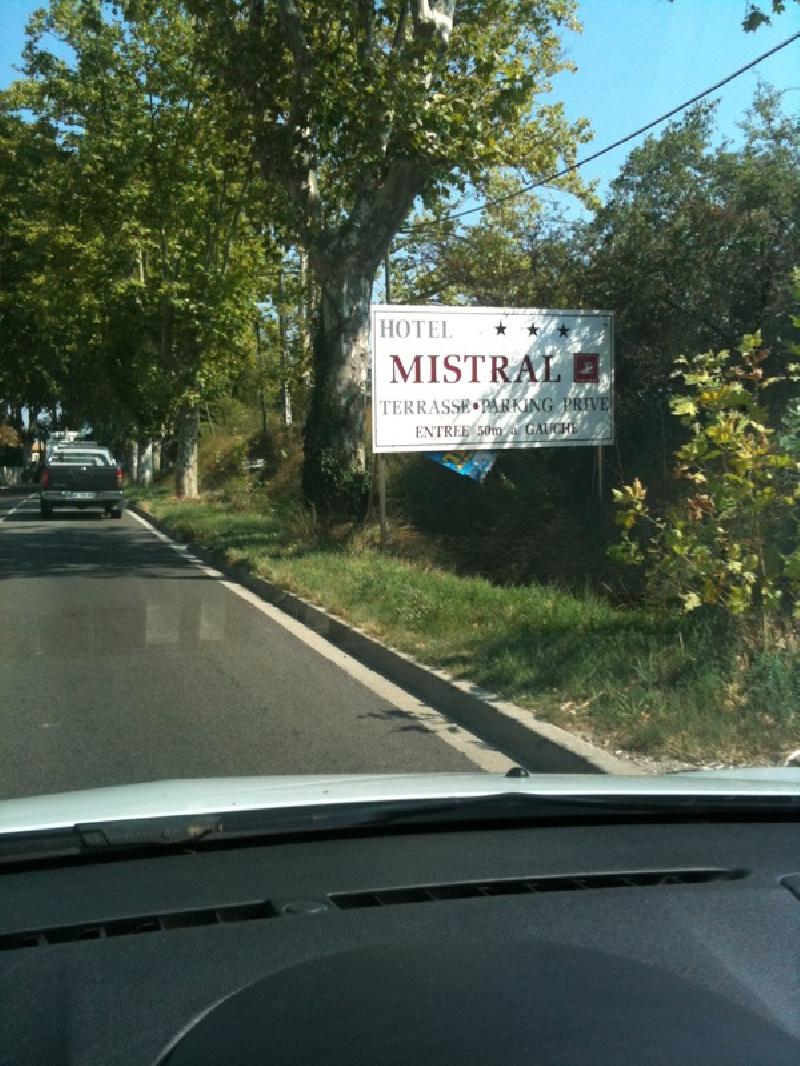 HOTEL ★ ★ ★
MISTRAL
TERRASSE • PARKING PRIVE
ENTREE 50m à GAUCHE